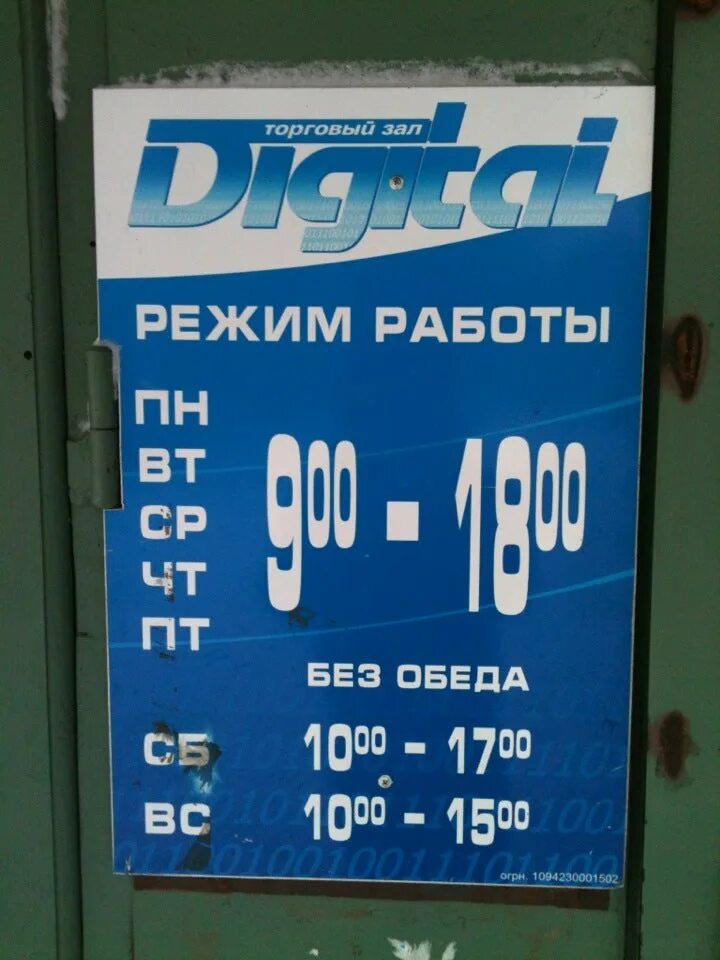 торговый зал
Digital
РЕЖИМ РАБОТЫ
ПН
ВТ
СР
ЧТ
ПТ
900 - 1800
БЕЗ ОБЕДА
СБ 1000 - 1700
ВС 1000 - 1500
огрн. 1094230001502